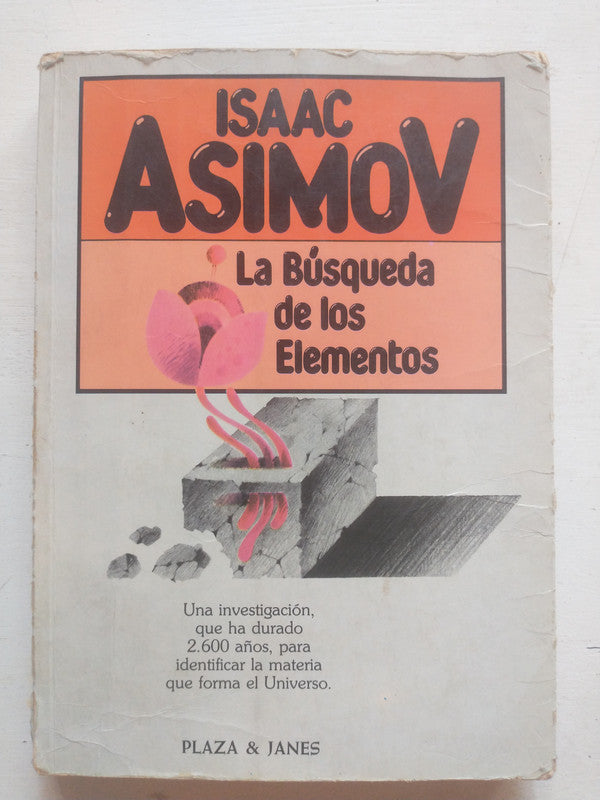 ISAAC
ASIMOV
La Búsqueda
de los
Elementos
Una investigación,
que ha durado
2.600 años, para
identificar la materia
que forma el Universo.
PLAZA & JANES